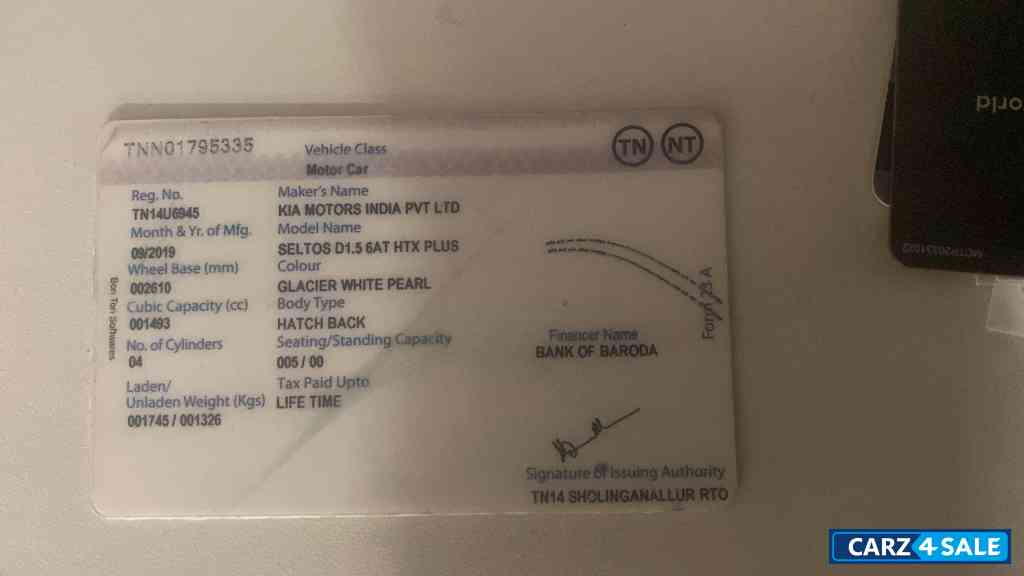 TNN01795335
Vehicle Class
TN NT
Motor Car
Reg. No.
Maker's Name
TN14U6945
KIA MOTORS INDIA PVT LTD
Month & Yr. of Mfg.
Model Name
09/2019
SELTOS D1.5 6AT HTX PLUS
Wheel Base (mm)
Colour
002610
GLACIER WHITE PEARL
Cubic Capacity (cc)
Body Type
001493
HATCH BACK
No. of Cylinders
Seating/Standing Capacity
04
005 / 00
Laden/
Unladen Weight (Kgs)
Tax Paid Upto
LIFE TIME
001745 / 001326
Financer Name
BANK OF BARODA
Form 23 A
Signature of Issuing Authority
TN14 SHOLINGANALLUR RTO
Bon Ton Softwares
orld
CARZ4SALE